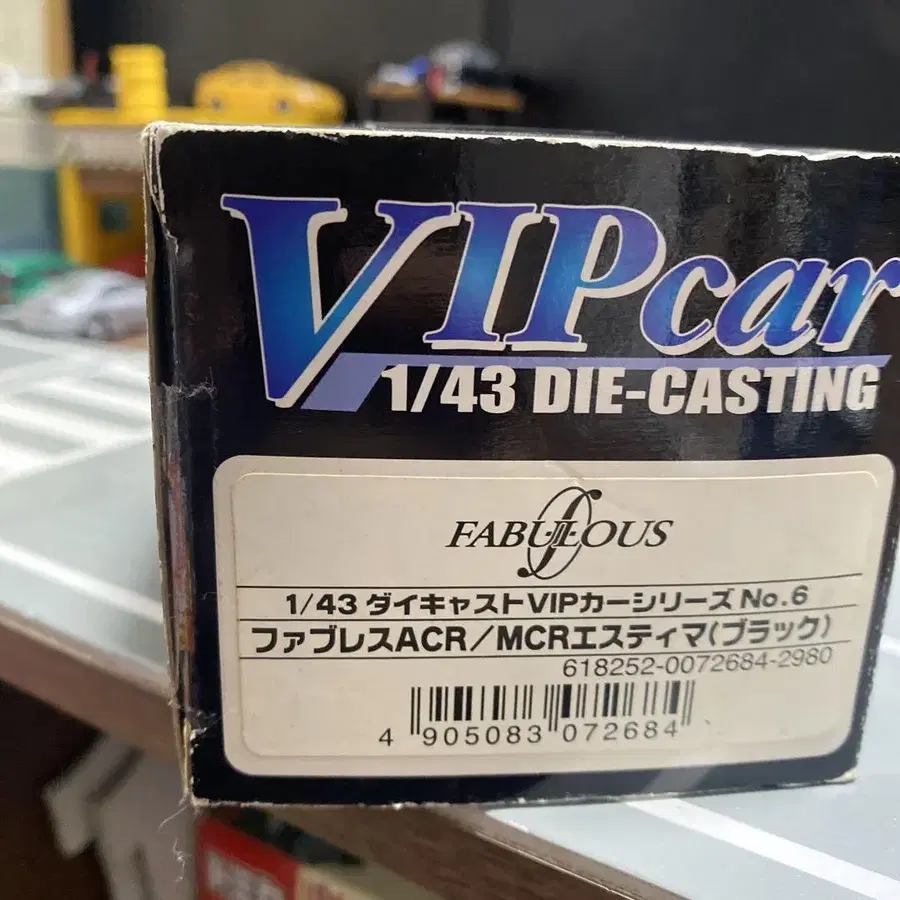 VIPcar
1/43 DIE-CASTING
FABULOUS
1/43 ダイキャストVIPカーシリーズ No.6
ファブレスACR/MCRエスティマ(ブラック)
618252-0072684-2980
4 905083 072684